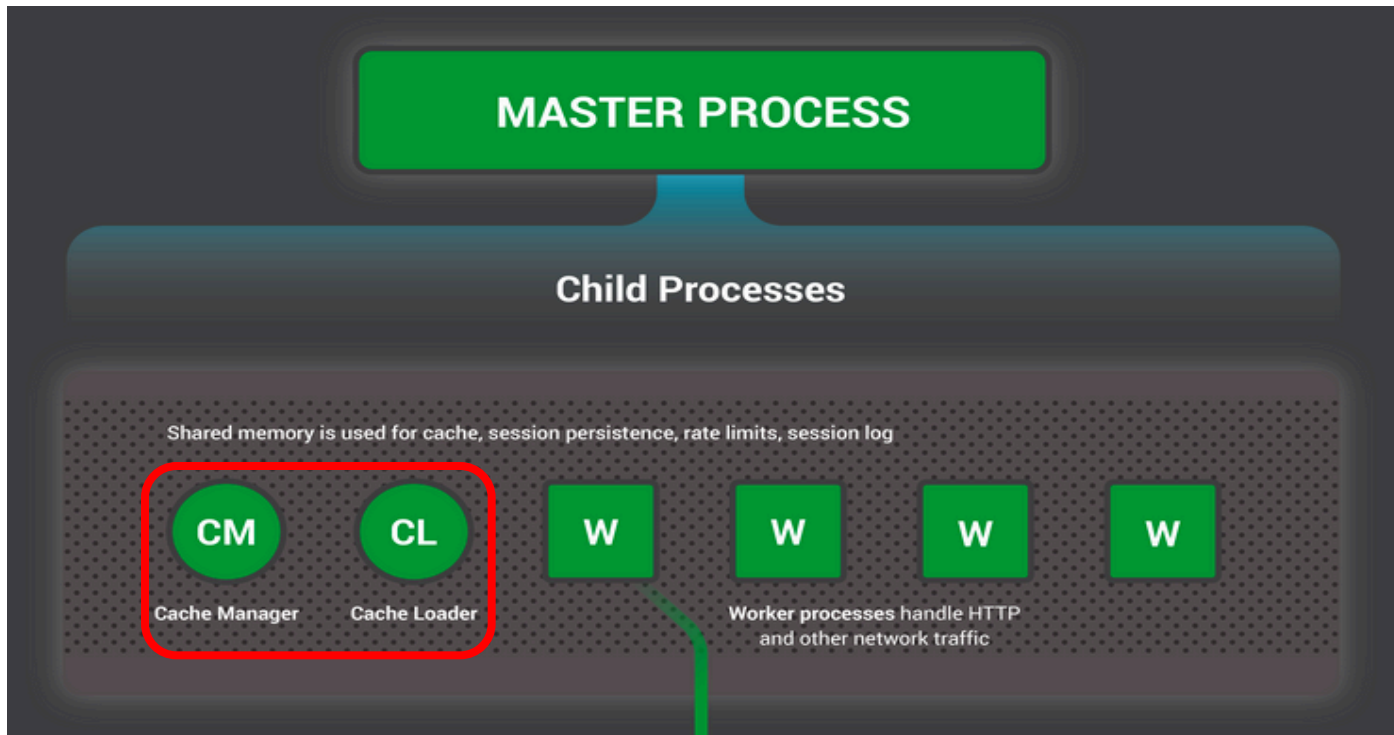 MASTER PROCESS
Child Processes
Shared memory is used for cache, session persistence, rate limits, session log
CM
CL
W
W
W
W
Cache Manager
Cache Loader
Worker processes handle HTTP
and other network traffic